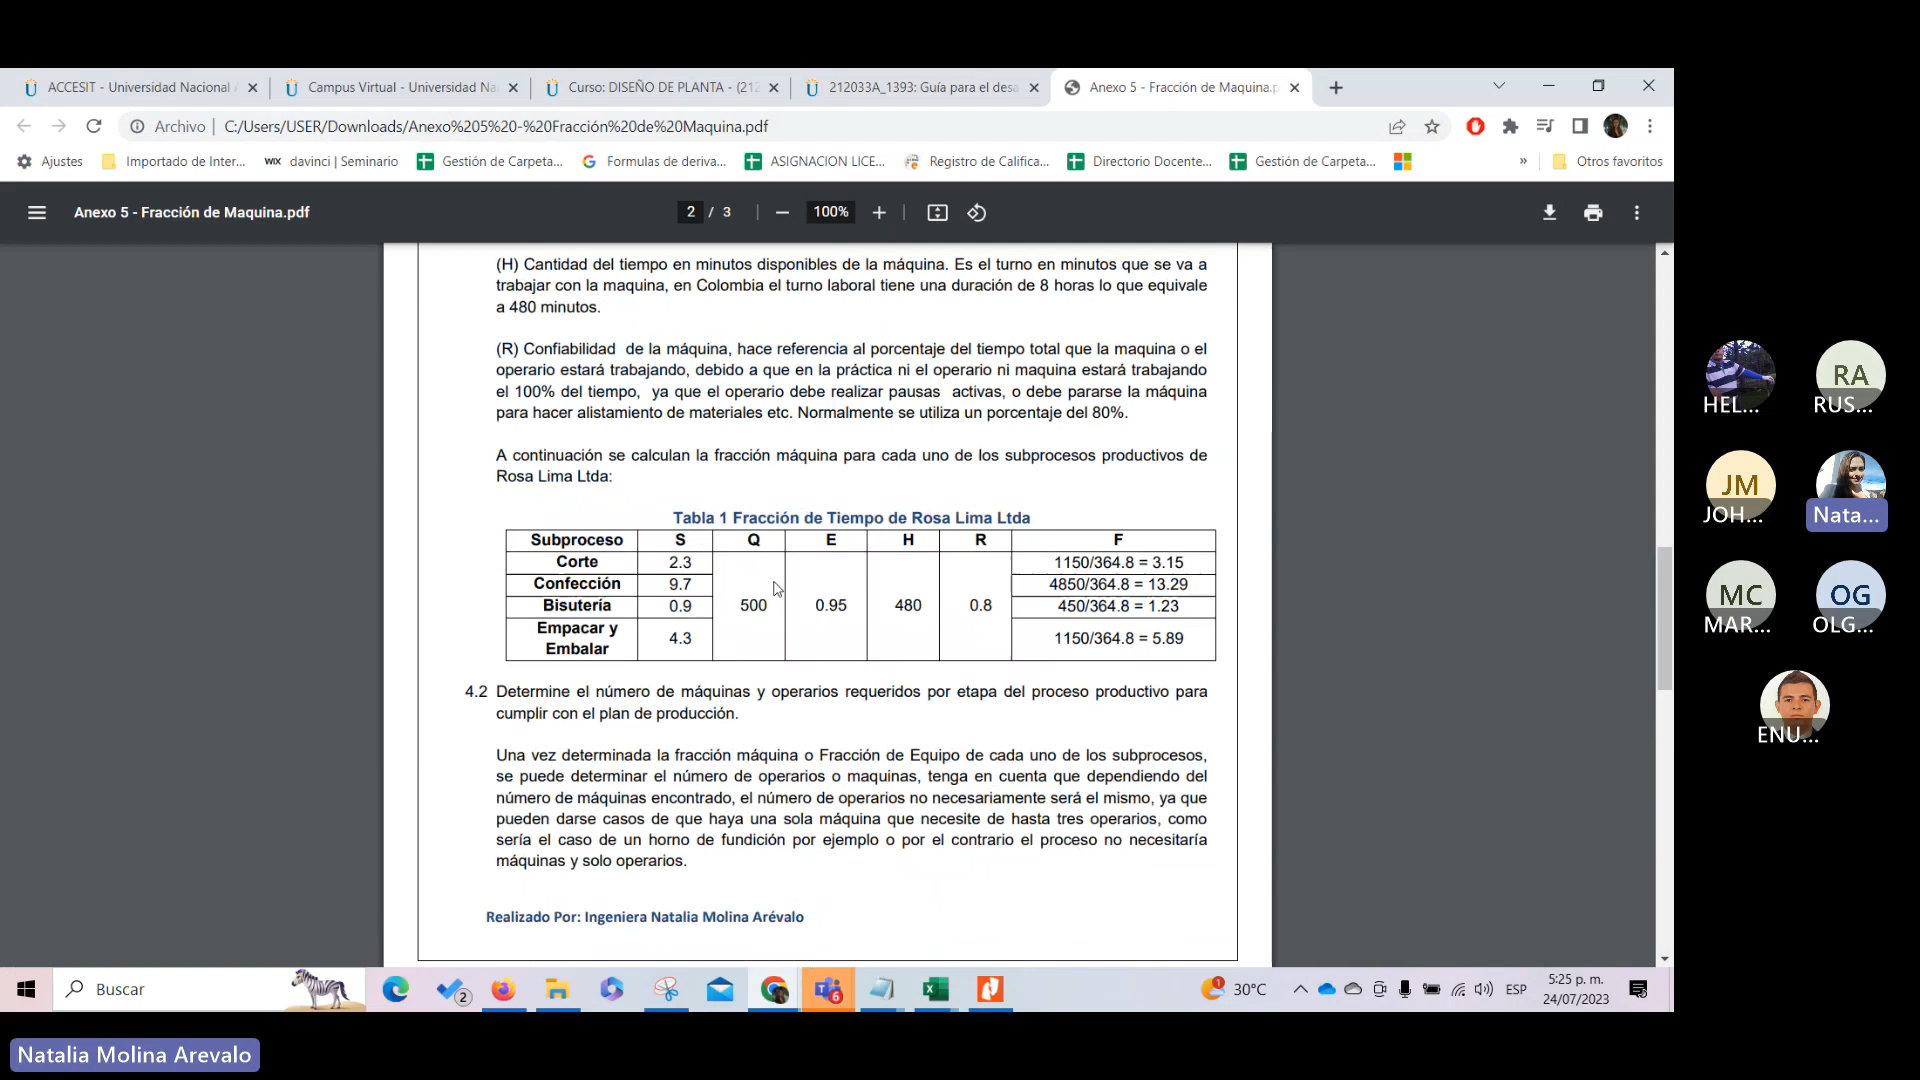 ACCESIT - Universidad Nacional
Campus Virtual - Universidad Na
Curso: DISEÑO DE PLANTA - (212
212033A_1393: Guía para el desa
Anexo 5 - Fracción de Maquina.p
Archivo | C:/Users/USER/Downloads/Anexo%205%20-%20Fracción%20de%20Maquina.pdf
Ajustes
Importado de Inter...
WIX davinci | Seminario
Gestión de Carpeta...
Formulas de deriva...
ASIGNACION LICE...
Registro de Califica...
Directorio Docente...
Gestión de Carpeta...
»
Otros favoritos
Anexo 5 - Fracción de Maquina.pdf
2 / 3
100%
(H) Cantidad del tiempo en minutos disponibles de la máquina. Es el turno en minutos que se va a
trabajar con la maquina, en Colombia el turno laboral tiene una duración de 8 horas lo que equivale
a 480 minutos.
(R) Confiabilidad de la máquina, hace referencia al porcentaje del tiempo total que la maquina o el
operario estará trabajando, debido a que en la práctica ni el operario ni maquina estará trabajando
el 100% del tiempo, ya que el operario debe realizar pausas activas, o debe pararse la máquina
para hacer alistamiento de materiales etc. Normalmente se utiliza un porcentaje del 80%.
A continuación se calculan la fracción máquina para cada uno de los subprocesos productivos de
Rosa Lima Ltda:
Tabla 1 Fracción de Tiempo de Rosa Lima Ltda
Subproceso S Q E H R F
Corte 2.3 1150/364.8 = 3.15
Confección 9.7 4850/364.8 = 13.29
Bisutería 0.9 500 0.95 480 0.8 450/364.8 = 1.23
Empacar y
Embalar 4.3 1150/364.8 = 5.89
4.2 Determine el número de máquinas y operarios requeridos por etapa del proceso productivo para
cumplir con el plan de producción.
Una vez determinada la fracción máquina o Fracción de Equipo de cada uno de los subprocesos,
se puede determinar el número de operarios o maquinas, tenga en cuenta que dependiendo del
número de máquinas encontrado, el número de operarios no necesariamente será el mismo, ya que
pueden darse casos de que haya una sola máquina que necesite de hasta tres operarios, como
sería el caso de un horno de fundición por ejemplo o por el contrario el proceso no necesitaría
máquinas y solo operarios.
Realizado Por: Ingeniera Natalia Molina Arévalo
HEL...
RA
RUS...
JM
JOH...
Nata...
MC
MAR...
OG
OLG...
ENU...
Buscar
2
6
1
30°C
ESP
5:25 p. m.
24/07/2023
Natalia Molina Arevalo